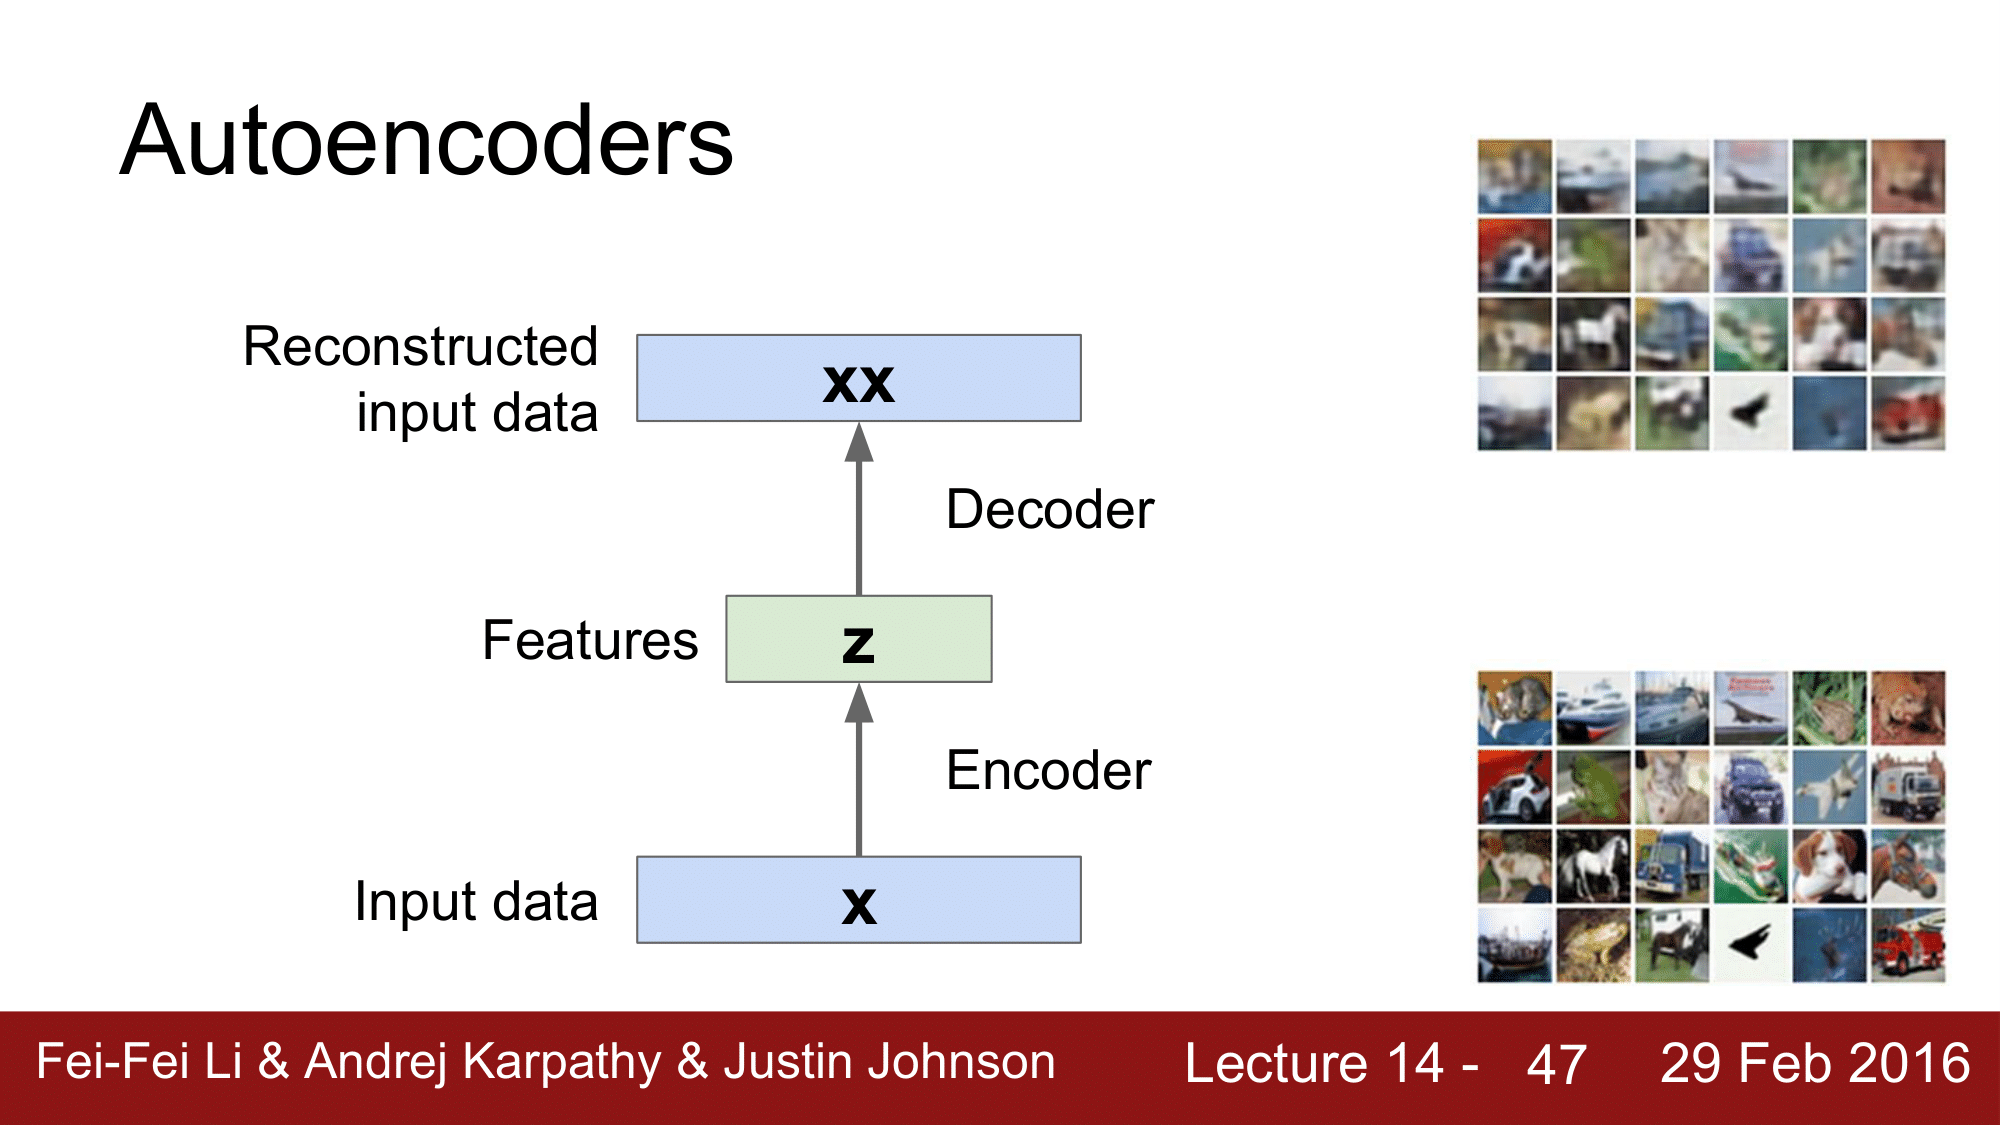 Autoencoders
Reconstructed
input data
xx
Decoder
Features
z
Encoder
Input data
x
Fei-Fei Li & Andrej Karpathy & Justin Johnson
Lecture 14 - 47
29 Feb 2016